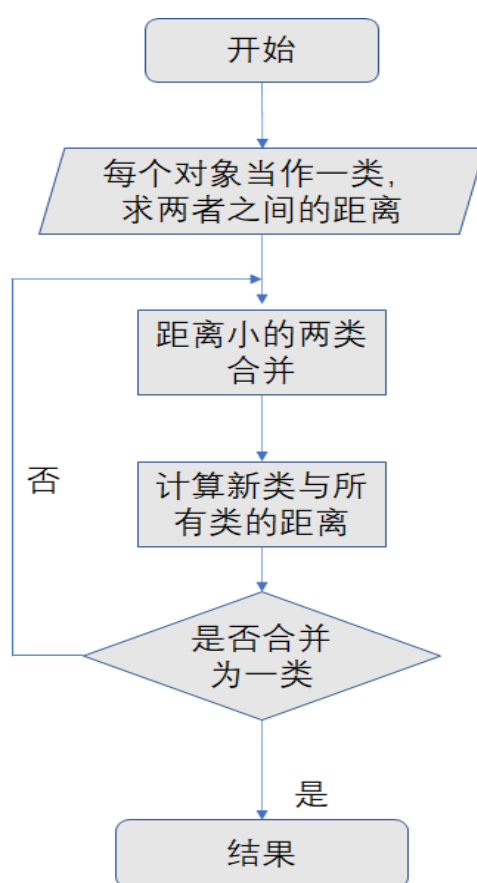 开始
每个对象当作一类,
求两者之间的距离
距离小的两类
合并
否
计算新类与所
有类的距离
是否合并
为一类
是
结果